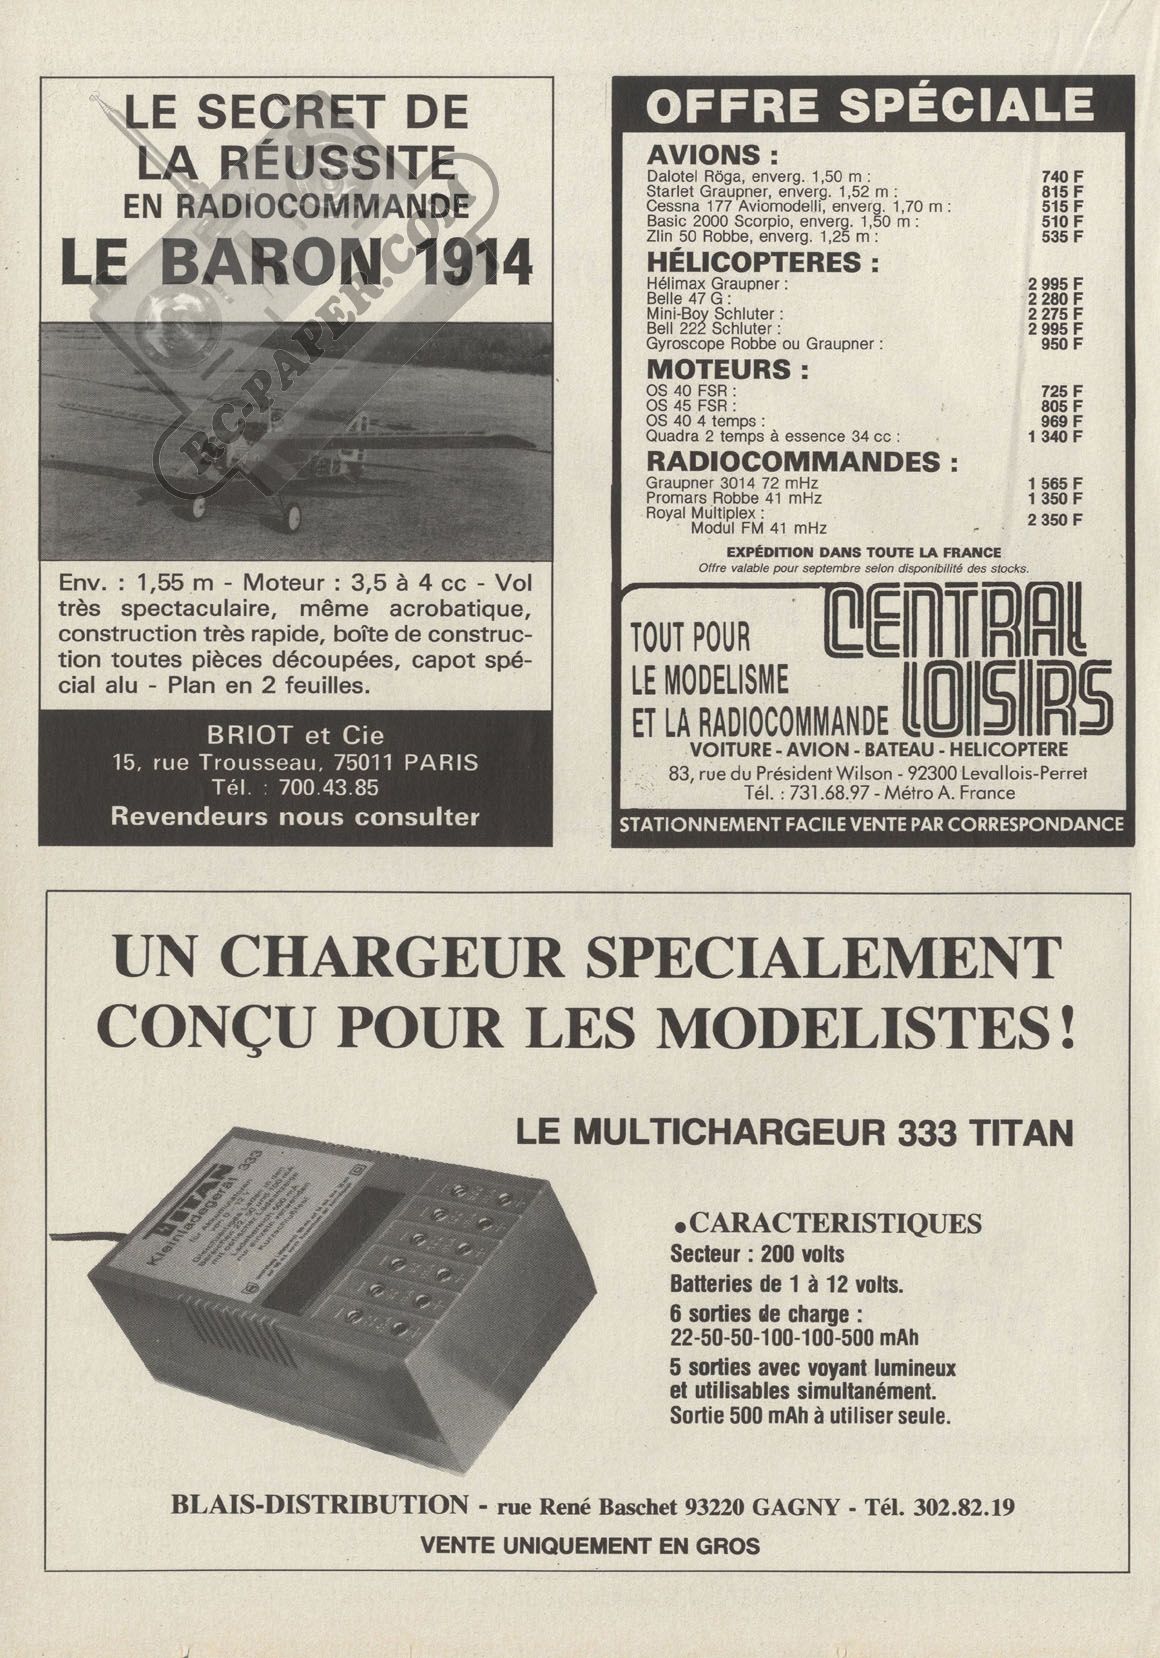 LE SECRET DE
LA RÉUSSITE
EN RADIOCOMMANDE
LE BARON 1914
RC-PAPER.COM
Env. : 1,55 m - Moteur : 3,5 à 4 cc - Vol
très spectaculaire, même acrobatique,
construction très rapide, boîte de construc-
tion toutes pièces découpées, capot spé-
cial alu - Plan en 2 feuilles.
BRIOT et Cie
15, rue Trousseau, 75011 PARIS
Tél. : 700.43.85
Revendeurs nous consulter
OFFRE SPÉCIALE
AVIONS :
Dalotel Röga, enverg. 1,50 m : 740 F
Starlet Graupner, enverg. 1,52 m : 815 F
Cessna 177 Aviomodelli, enverg. 1,70 m : 515 F
Basic 2000 Scorpio, enverg. 1,50 m : 510 F
Zlin 50 Robbe, enverg. 1,25 m : 535 F
HÉLICOPTERES :
Hélimax Graupner : 2 995 F
Belle 47 G : 2 280 F
Mini-Boy Schluter : 2 275 F
Bell 222 Schluter : 2 995 F
Gyroscope Robbe ou Graupner : 950 F
MOTEURS :
OS 40 FSR : 725 F
OS 45 FSR : 805 F
OS 40 4 temps : 969 F
Quadra 2 temps à essence 34 cc : 1 340 F
RADIOCOMMANDES :
Graupner 3014 72 mHz 1 565 F
Promars Robbe 41 mHz 1 350 F
Royal Multiplex :
Modul FM 41 mHz 2 350 F
EXPÉDITION DANS TOUTE LA FRANCE
Offre valable pour septembre selon disponibilité des stocks.
CENTRAL
LOISIRS
TOUT POUR
LE MODELISME
ET LA RADIOCOMMANDE
VOITURE - AVION - BATEAU - HELICOPTERE
83, rue du Président Wilson - 92300 Levallois-Perret
Tél. : 731.68.97 - Métro A. France
STATIONNEMENT FACILE VENTE PAR CORRESPONDANCE
UN CHARGEUR SPECIALEMENT
CONÇU POUR LES MODELISTES !
LE MULTICHARGEUR 333 TITAN
TITAN
Kleinladegerät 333
für Akkumulatoren
von 0 - 12 V
•CARACTERISTIQUES
Secteur : 200 volts
Batteries de 1 à 12 volts.
6 sorties de charge :
22-50-50-100-100-500 mAh
5 sorties avec voyant lumineux
et utilisables simultanément.
Sortie 500 mAh à utiliser seule.
BLAIS-DISTRIBUTION - rue René Baschet 93220 GAGNY - Tél. 302.82.19
VENTE UNIQUEMENT EN GROS